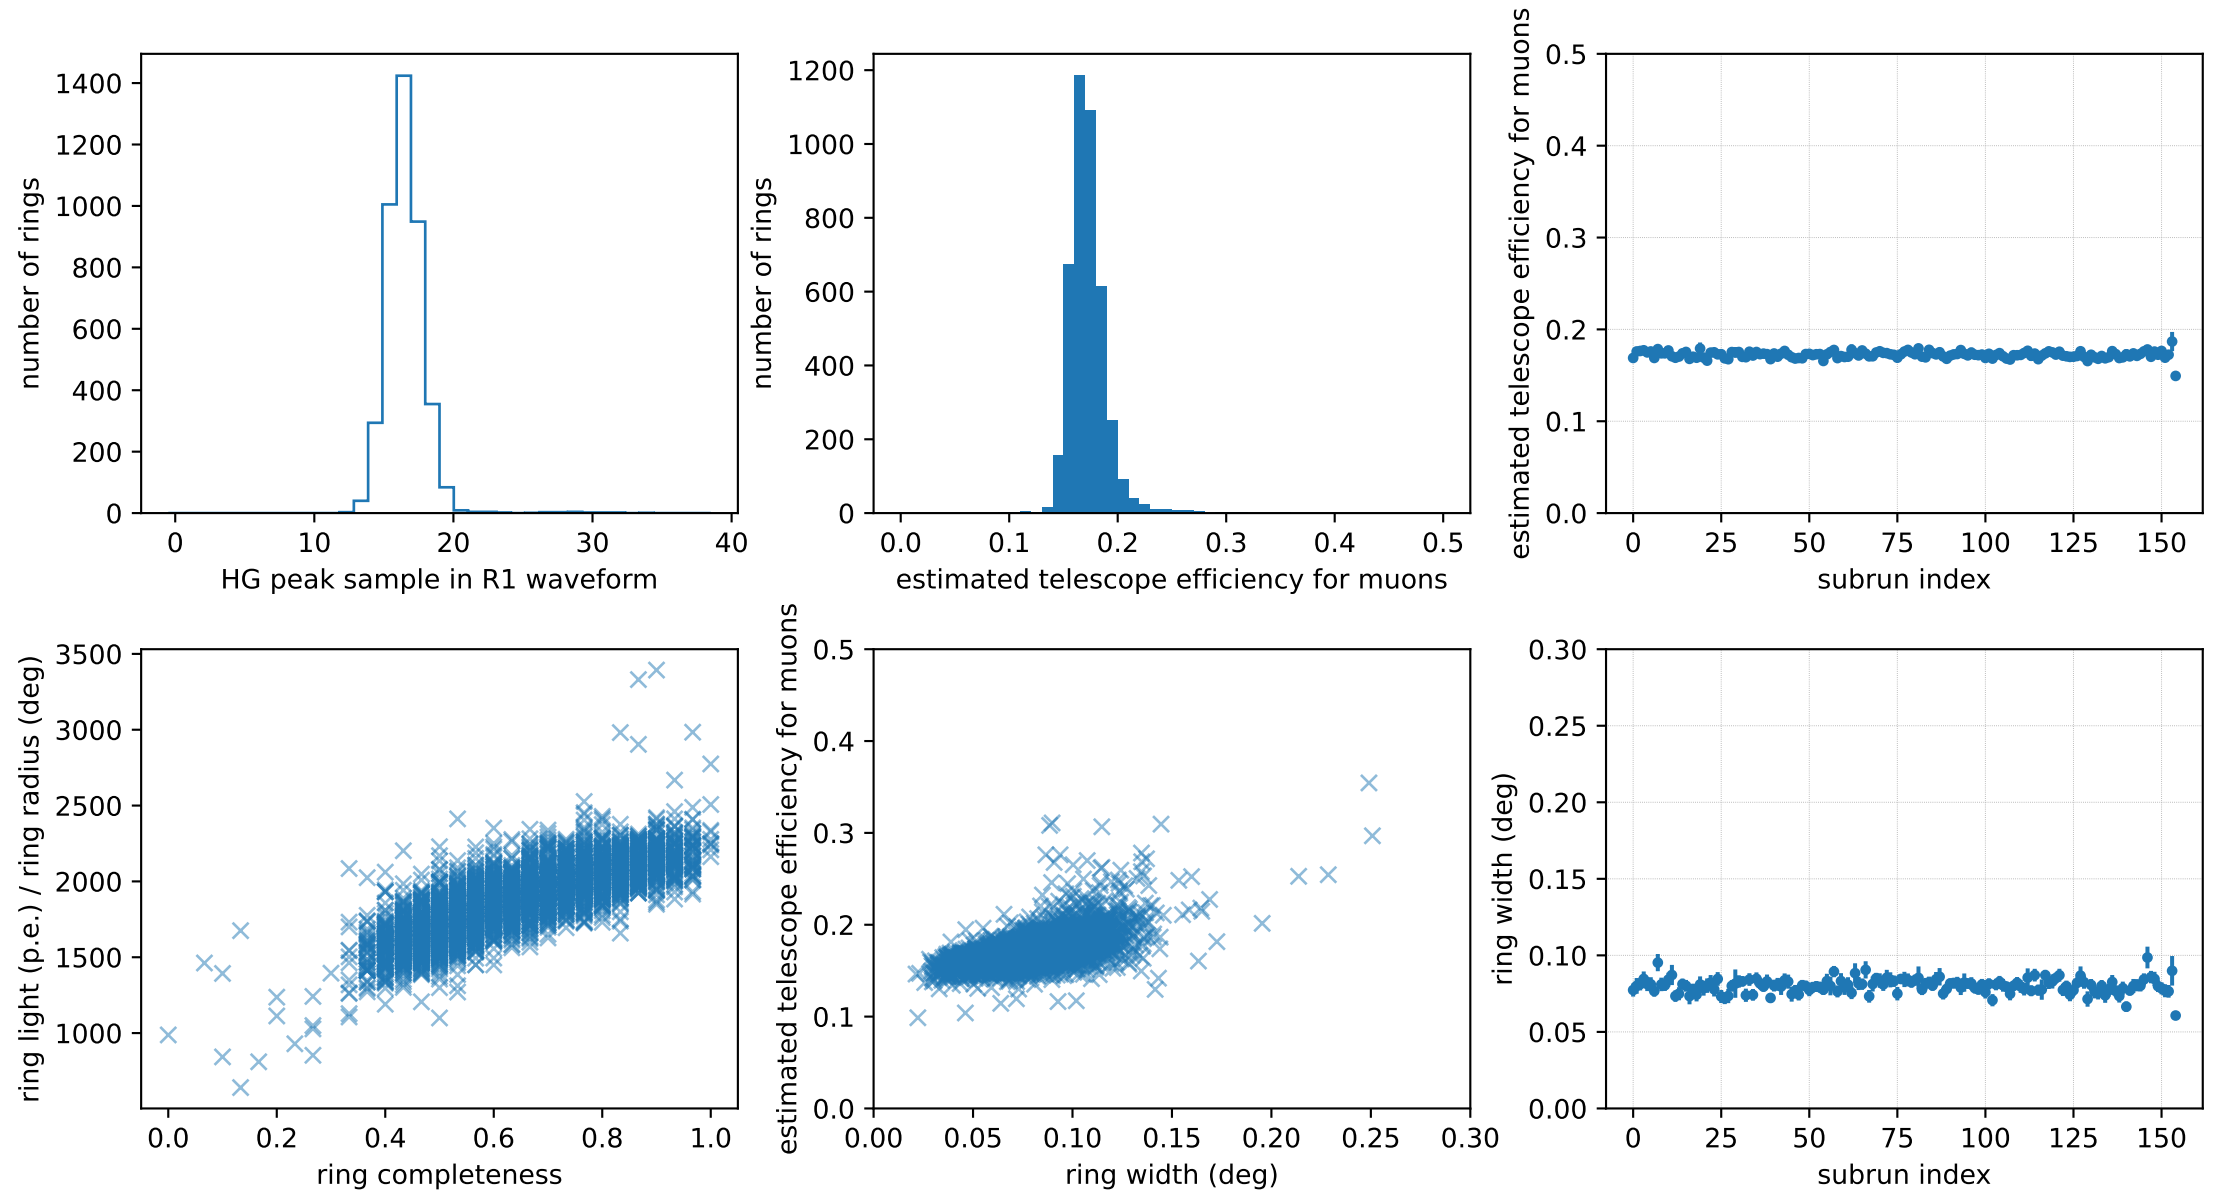 number of rings
1400
1200
1000
800
600
400
200
0
0 10 20 30 40
HG peak sample in R1 waveform
number of rings
1200
1000
800
600
400
200
0
0.0 0.1 0.2 0.3 0.4 0.5
estimated telescope efficiency for muons
estimated telescope efficiency for muons
0.5
0.4
0.3
0.2
0.1
0.0
0 25 50 75 100 125 150
subrun index
ring light (p.e.) / ring radius (deg)
3500
3000
2500
2000
1500
1000
0.0 0.2 0.4 0.6 0.8 1.0
ring completeness
estimated telescope efficiency for muons
0.5
0.4
0.3
0.2
0.1
0.0
0.00 0.05 0.10 0.15 0.20 0.25 0.30
ring width (deg)
ring width (deg)
0.30
0.25
0.20
0.15
0.10
0.05
0.00
0 25 50 75 100 125 150
subrun index